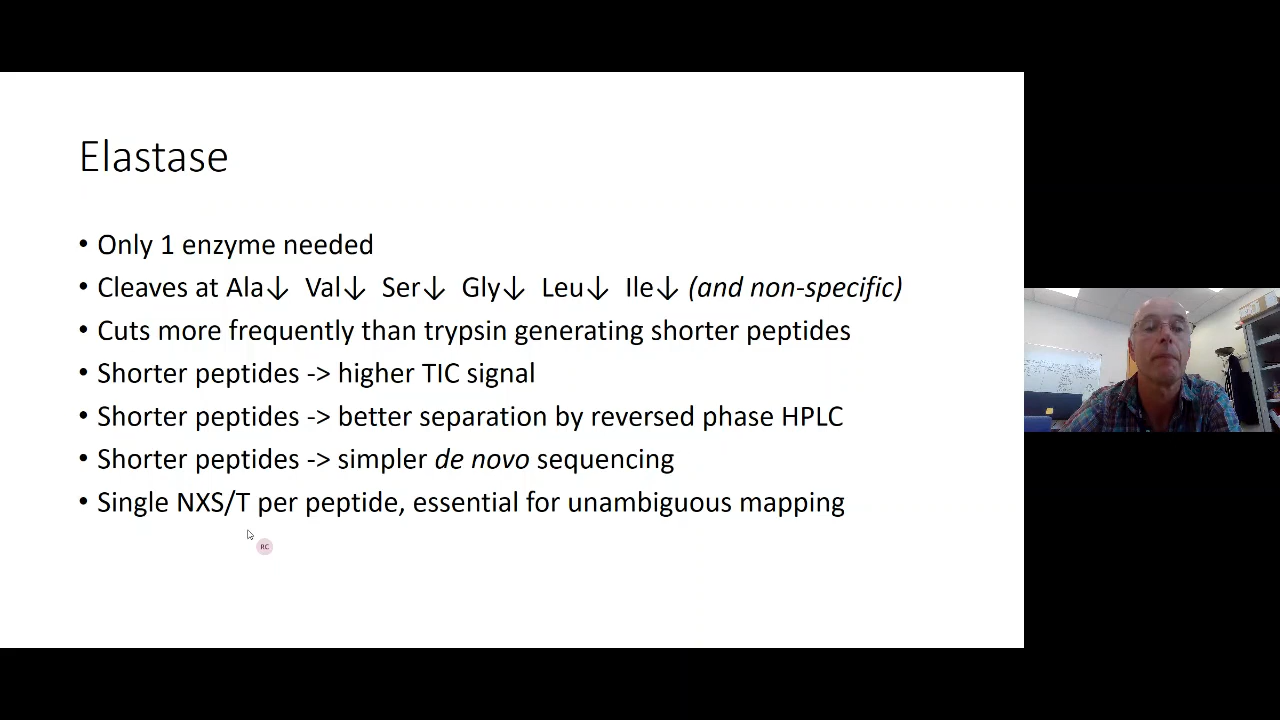 Elastase
• Only 1 enzyme needed
• Cleaves at Ala↓ Val↓ Ser↓ Gly↓ Leu↓ Ile↓ (and non-specific)
• Cuts more frequently than trypsin generating shorter peptides
• Shorter peptides -> higher TIC signal
• Shorter peptides -> better separation by reversed phase HPLC
• Shorter peptides -> simpler de novo sequencing
• Single NXS/T per peptide, essential for unambiguous mapping
RC